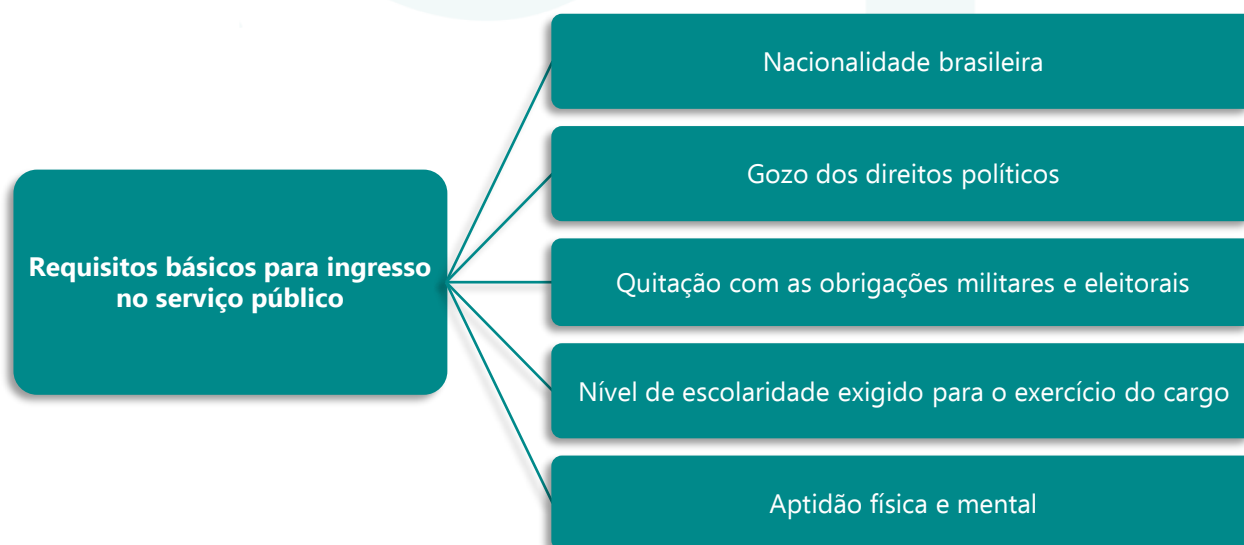 Requisitos básicos para ingresso
no serviço público
Nacionalidade brasileira
Gozo dos direitos políticos
Quitação com as obrigações militares e eleitorais
Nível de escolaridade exigido para o exercício do cargo
Aptidão física e mental